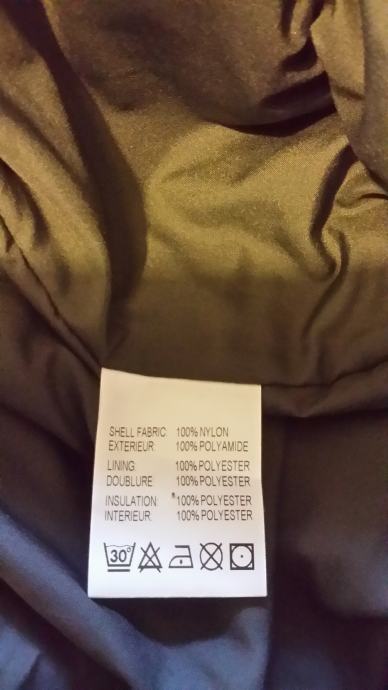 SHELL FABRIC: 100% NYLON
EXTERIEUR: 100% POLYAMIDE
LINING: 100% POLYESTER
DOUBLURE: 100% POLYESTER
INSULATION: *100% POLYESTER
INTERIEUR: 100% POLYESTER
30°